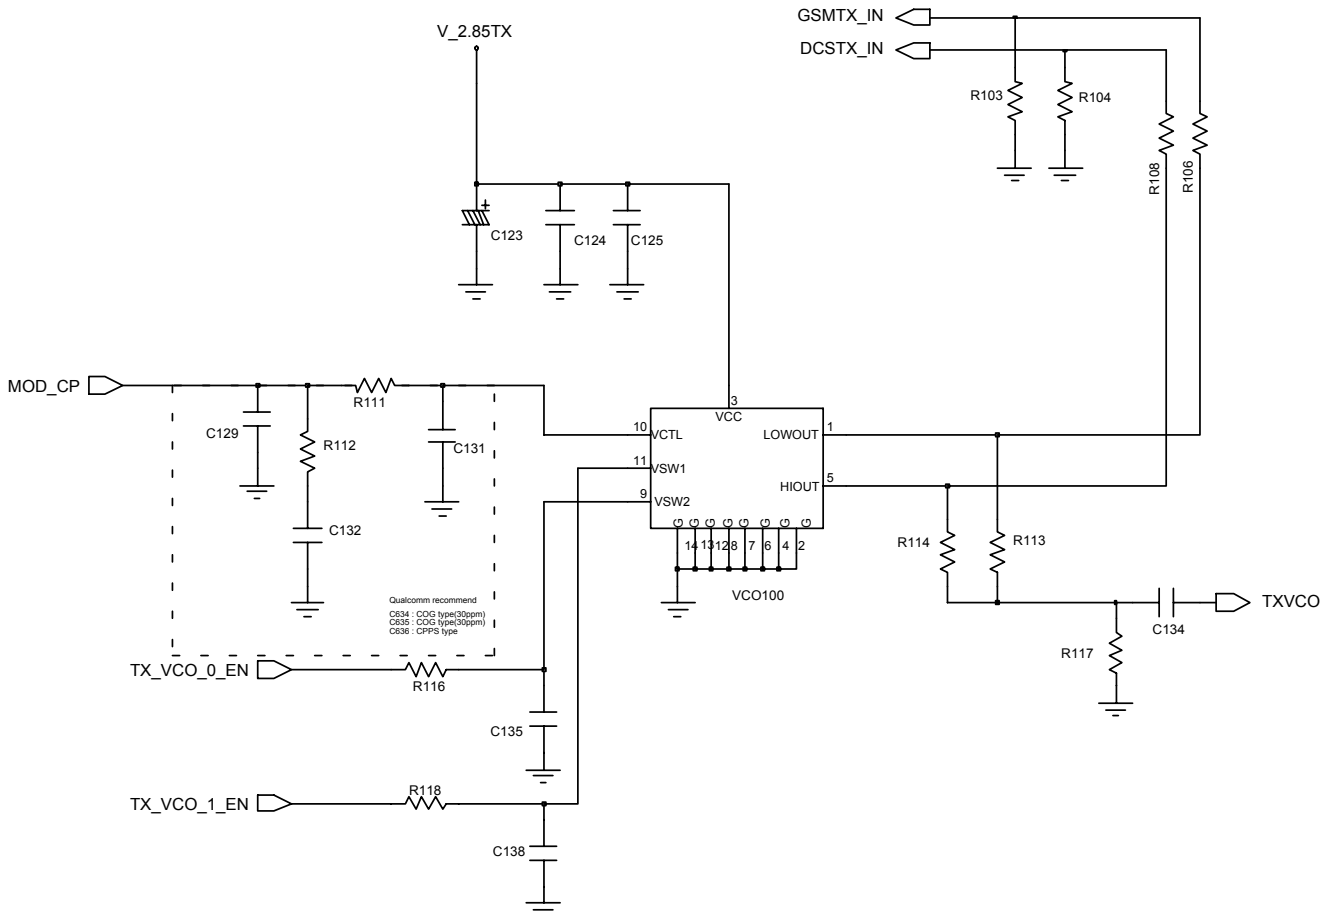 GSMTX_IN
V_2.85TX
DCSTX_IN
R103
R104
R108
R106
+
C123
C124
C125
MOD_CP
R111
3
VCC
C129
R112
C131
10
VCTL
LOWOUT
1
11
VSW1
9
VSW2
HIOUT
5
C132
G G G G G G G G
14 13 12 8 7 6 4 2
R114
R113
VCO100
Qualcomm recommend
C634 : COG type(30ppm)
C635 : COG type(30ppm)
C636 : CPPS type
TXVCO
C134
R117
TX_VCO_0_EN
R116
C135
TX_VCO_1_EN
R118
C138